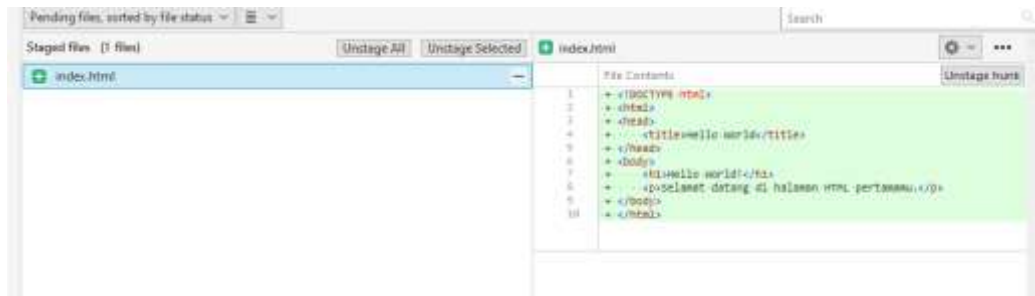 Pending files, sorted by file status
Search
Staged files (1 files)
Unstage All
Unstage Selected
index.html
index.html
File Contents
Unstage hunk
1 + <!DOCTYPE html>
2 + <html>
3 + <head>
4 + <title>Hello World</title>
5 + </head>
6 + <body>
7 + <h1>Hello World!</h1>
8 + <p>Selamat datang di halaman HTML pertamamu.</p>
9 + </body>
10 + </html>